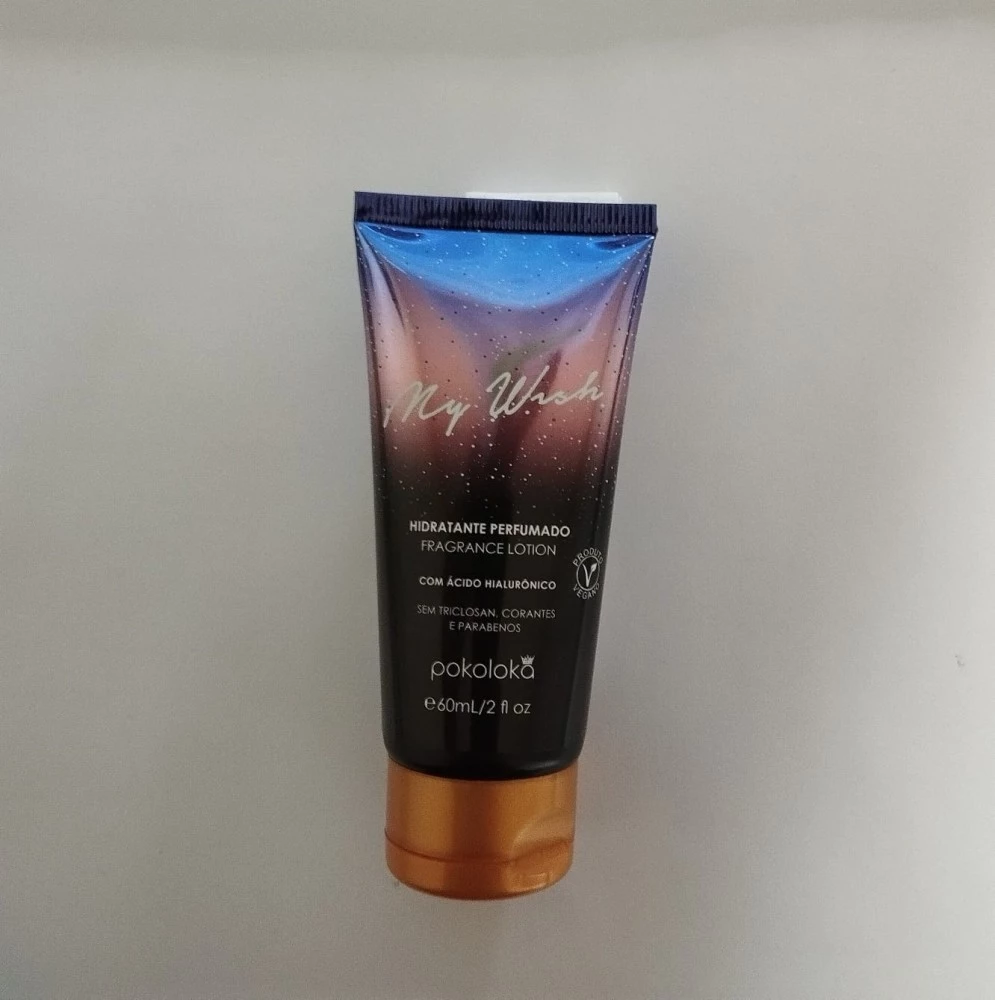 My Wish
HIDRATANTE PERFUMADO
FRAGRANCE LOTION
PRODUTO
VEGANO
COM ÁCIDO HIALURÔNICO
SEM TRICLOSAN, CORANTES
E PARABENOS
pokoloka
℮60mL/2 fl oz